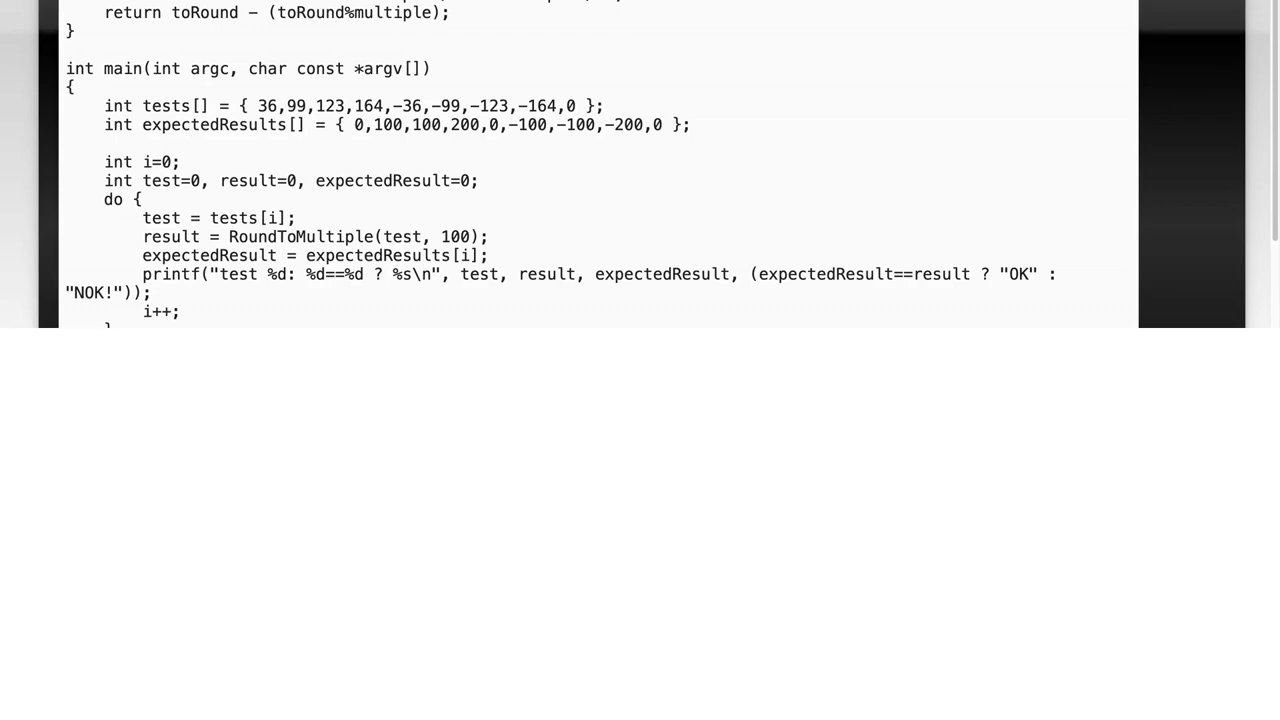 return toRound − (toRound%multiple);
}
int main(int argc, char const *argv[])
{
int tests[] = { 36,99,123,164,−36,−99,−123,−164,0 };
int expectedResults[] = { 0,100,100,200,0,−100,−100,−200,0 };
int i=0;
int test=0, result=0, expectedResult=0;
do {
test = tests[i];
result = RoundToMultiple(test, 100);
expectedResult = expectedResults[i];
printf("test %d: %d==%d ? %s\n", test, result, expectedResult, (expectedResult==result ? "OK" :
"NOK!"));
i++;
}